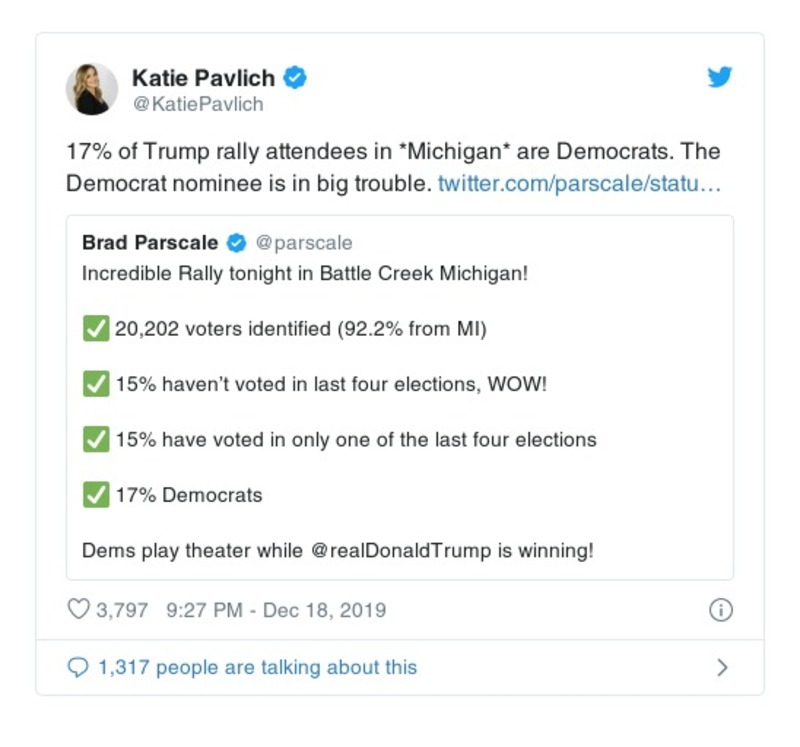 Katie Pavlich
@KatiePavlich
17% of Trump rally attendees in *Michigan* are Democrats. The
Democrat nominee is in big trouble. twitter.com/parscale/statu…
Brad Parscale @parscale
Incredible Rally tonight in Battle Creek Michigan!
✅ 20,202 voters identified (92.2% from MI)
✅ 15% haven’t voted in last four elections, WOW!
✅ 15% have voted in only one of the last four elections
✅ 17% Democrats
Dems play theater while @realDonaldTrump is winning!
3,797 9:27 PM - Dec 18, 2019
1,317 people are talking about this